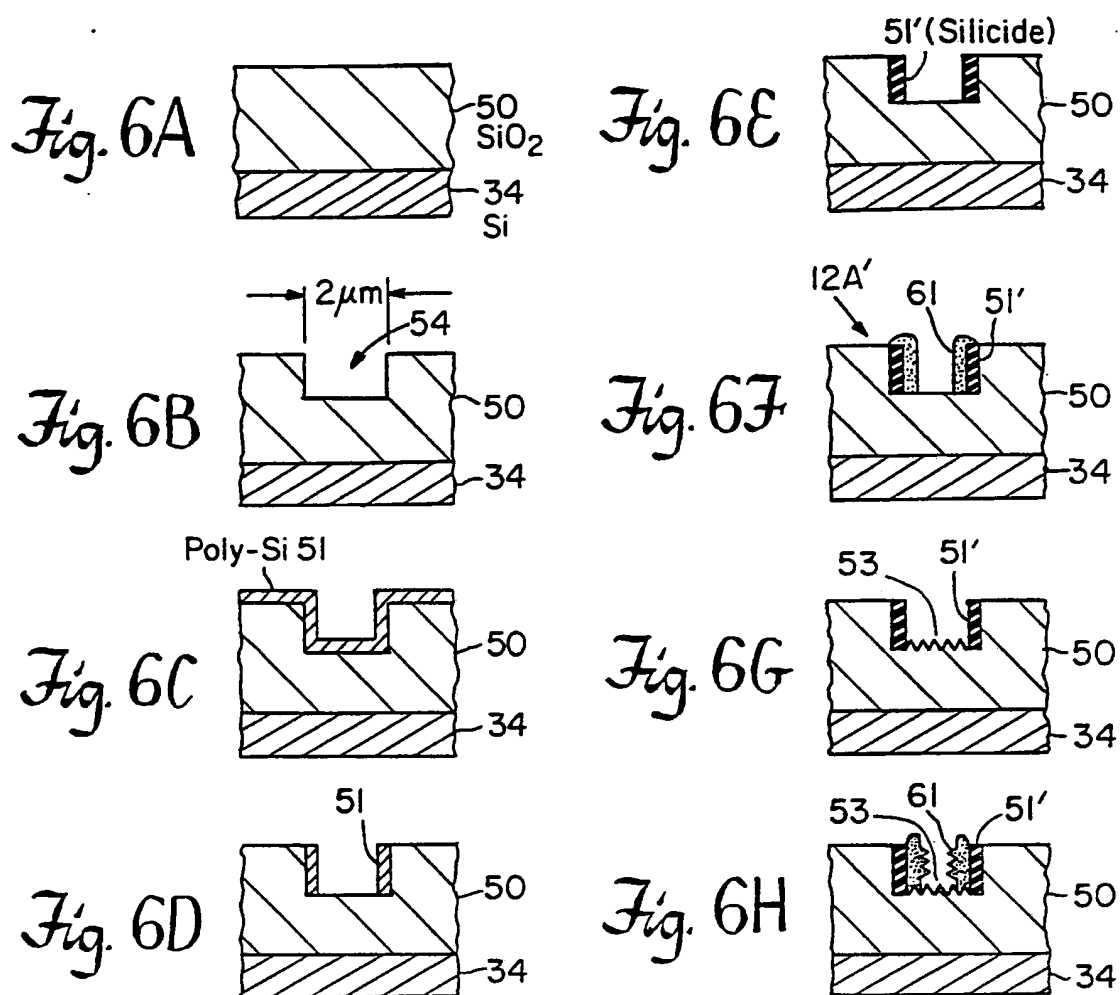 Fig. 6A
50
SiO2
34
Si
Fig. 6B
2μm
54
50
34
Fig. 6C
Poly-Si 51
50
34
Fig. 6D
51
50
34
Fig. 6E
51'(Silicide)
50
34
Fig. 6F
12A'
61
51'
50
34
Fig. 6G
53
51'
50
34
Fig. 6H
53
61
51'
50
34